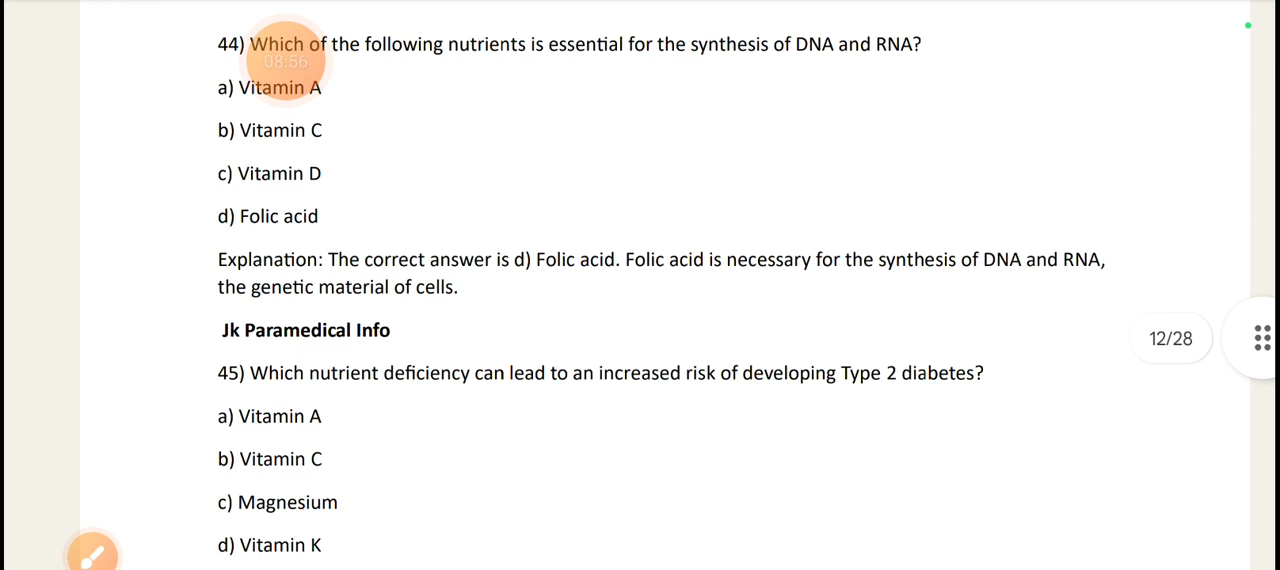 44) Which of the following nutrients is essential for the synthesis of DNA and RNA?
08:56
a) Vitamin A
b) Vitamin C
c) Vitamin D
d) Folic acid
Explanation: The correct answer is d) Folic acid. Folic acid is necessary for the synthesis of DNA and RNA,
the genetic material of cells.
Jk Paramedical Info
12/28
45) Which nutrient deficiency can lead to an increased risk of developing Type 2 diabetes?
a) Vitamin A
b) Vitamin C
c) Magnesium
d) Vitamin K